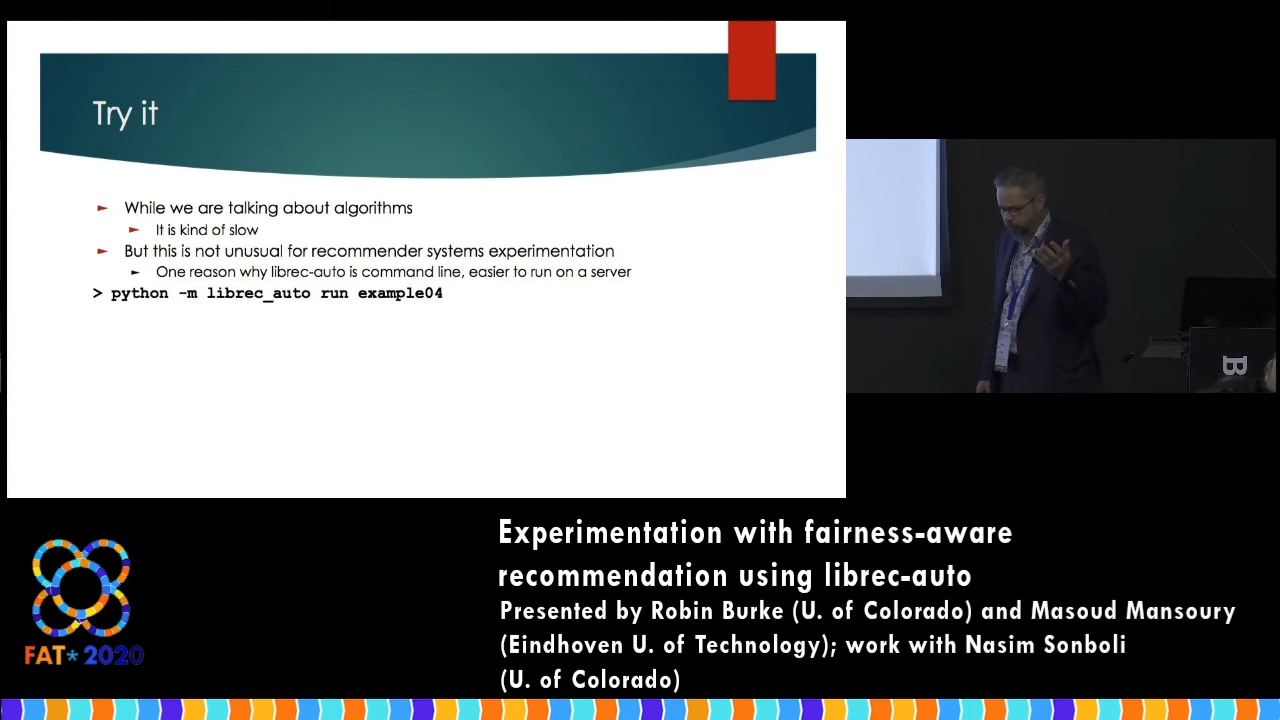 Try it
While we are talking about algorithms
It is kind of slow
But this is not unusual for recommender systems experimentation
One reason why librec-auto is command line, easier to run on a server
> python -m librec_auto run example04
B
Experimentation with fairness-aware
recommendation using librec-auto
Presented by Robin Burke (U. of Colorado) and Masoud Mansoury
(Eindhoven U. of Technology); work with Nasim Sonboli
(U. of Colorado)
FAT* 2020